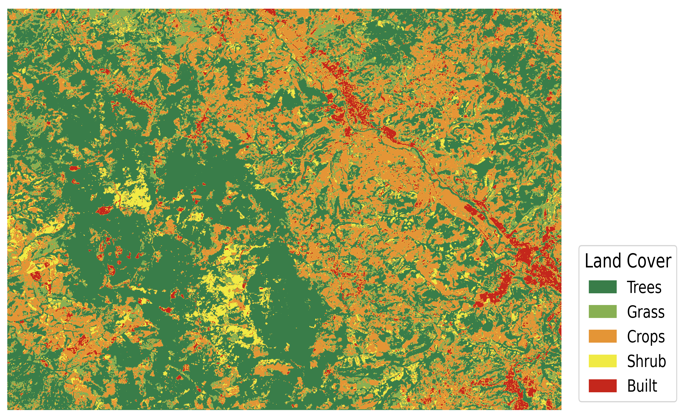 Land Cover
Trees
Grass
Crops
Shrub
Built